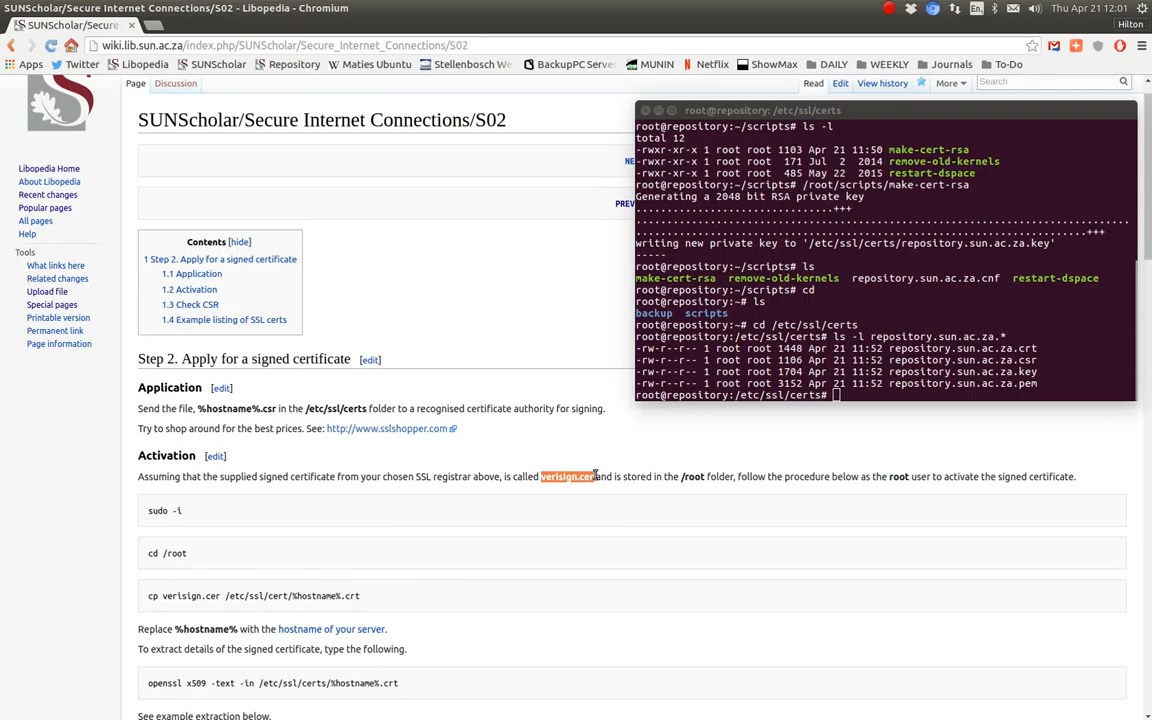 SUNScholar/Secure Internet Connections/S02 - Libopedia - Chromium
En
Thu Apr 21 12:01
SUNScholar/Secure
Hilton
wiki.lib.sun.ac.za/index.php/SUNScholar/Secure_Internet_Connections/S02
Apps Twitter Libopedia SUNScholar Repository Maties Ubuntu Stellenbosch We BackupPC Serve MUNIN Netflix ShowMax DAILY WEEKLY Journals To-Do
Page Discussion Read Edit View history More Search
SUNScholar/Secure Internet Connections/S02
NE
PREV
Libopedia Home
About Libopedia
Recent changes
Popular pages
All pages
Help
Tools
What links here
Related changes
Upload file
Special pages
Printable version
Permanent link
Page information
Contents [hide]
1 Step 2. Apply for a signed certificate
1.1 Application
1.2 Activation
1.3 Check CSR
1.4 Example listing of SSL certs
root@repository: /etc/ssl/certs
root@repository:~/scripts# ls -l
total 12
-rwxr-xr-x 1 root root 1103 Apr 21 11:50 make-cert-rsa
-rwxr-xr-x 1 root root 171 Jul 2 2014 remove-old-kernels
-rwxr-xr-x 1 root root 485 May 22 2015 restart-dspace
root@repository:~/scripts# /root/scripts/make-cert-rsa
Generating a 2048 bit RSA private key
.................................+++
...............................................................................
.........................................................................+++
writing new private key to '/etc/ssl/certs/repository.sun.ac.za.key'
-----
root@repository:~/scripts# ls
make-cert-rsa remove-old-kernels repository.sun.ac.za.cnf restart-dspace
root@repository:~/scripts# cd
root@repository:~# ls
backup scripts
root@repository:~# cd /etc/ssl/certs
root@repository:/etc/ssl/certs# ls -l repository.sun.ac.za.*
-rw-r--r-- 1 root root 1448 Apr 21 11:52 repository.sun.ac.za.crt
-rw-r--r-- 1 root root 1106 Apr 21 11:52 repository.sun.ac.za.csr
-rw-r--r-- 1 root root 1704 Apr 21 11:52 repository.sun.ac.za.key
-rw-r--r-- 1 root root 3152 Apr 21 11:52 repository.sun.ac.za.pem
root@repository:/etc/ssl/certs#
Step 2. Apply for a signed certificate [edit]
Application [edit]
Send the file, %hostname%.csr in the /etc/ssl/certs folder to a recognised certificate authority for signing.
Try to shop around for the best prices. See: http://www.sslshopper.com
Activation [edit]
Assuming that the supplied signed certificate from your chosen SSL registrar above, is called verisign.cer and is stored in the /root folder, follow the procedure below as the root user to activate the signed certificate.
sudo -i
cd /root
cp verisign.cer /etc/ssl/cert/%hostname%.crt
Replace %hostname% with the hostname of your server.
To extract details of the signed certificate, type the following.
openssl x509 -text -in /etc/ssl/certs/%hostname%.crt
See example extraction below.